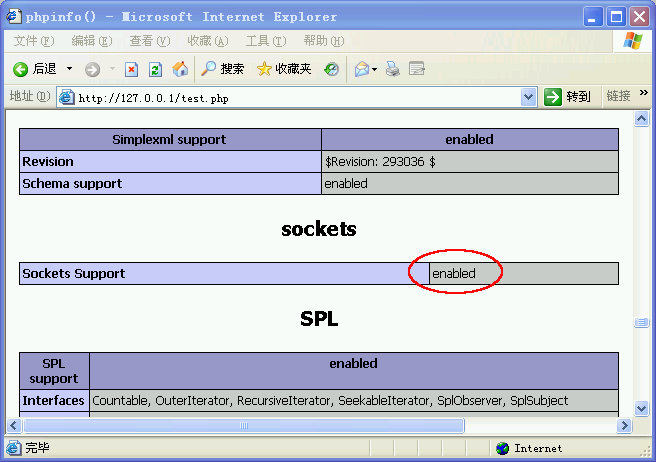 phpinfo() - Microsoft Internet Explorer
文件(F) 编辑(E) 查看(V) 收藏(A) 工具(T) 帮助(H)
后退 搜索 收藏夹
地址(D) http://127.0.0.1/test.php 转到 链接 »
Simplexml support enabled
Revision $Revision: 293036 $
Schema support enabled
sockets
Sockets Support enabled
SPL
SPL support enabled
Interfaces Countable, OuterIterator, RecursiveIterator, SeekableIterator, SplObserver, SplSubject
完毕 Internet